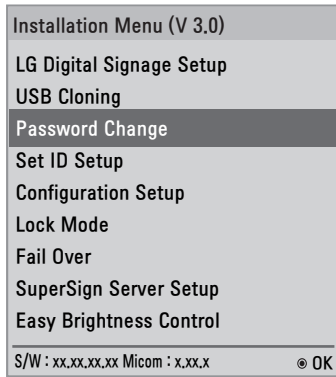 Installation Menu (V 3.0)
LG Digital Signage Setup
USB Cloning
Password Change
Set ID Setup
Configuration Setup
Lock Mode
Fail Over
SuperSign Server Setup
Easy Brightness Control
S/W : xx.xx.xx.xx Micom : x.xx.x ◉ OK